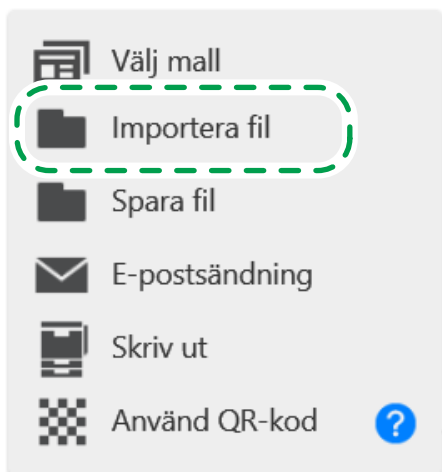 Välj mall
Importera fil
Spara fil
E-postsändning
Skriv ut
Använd QR-kod ?